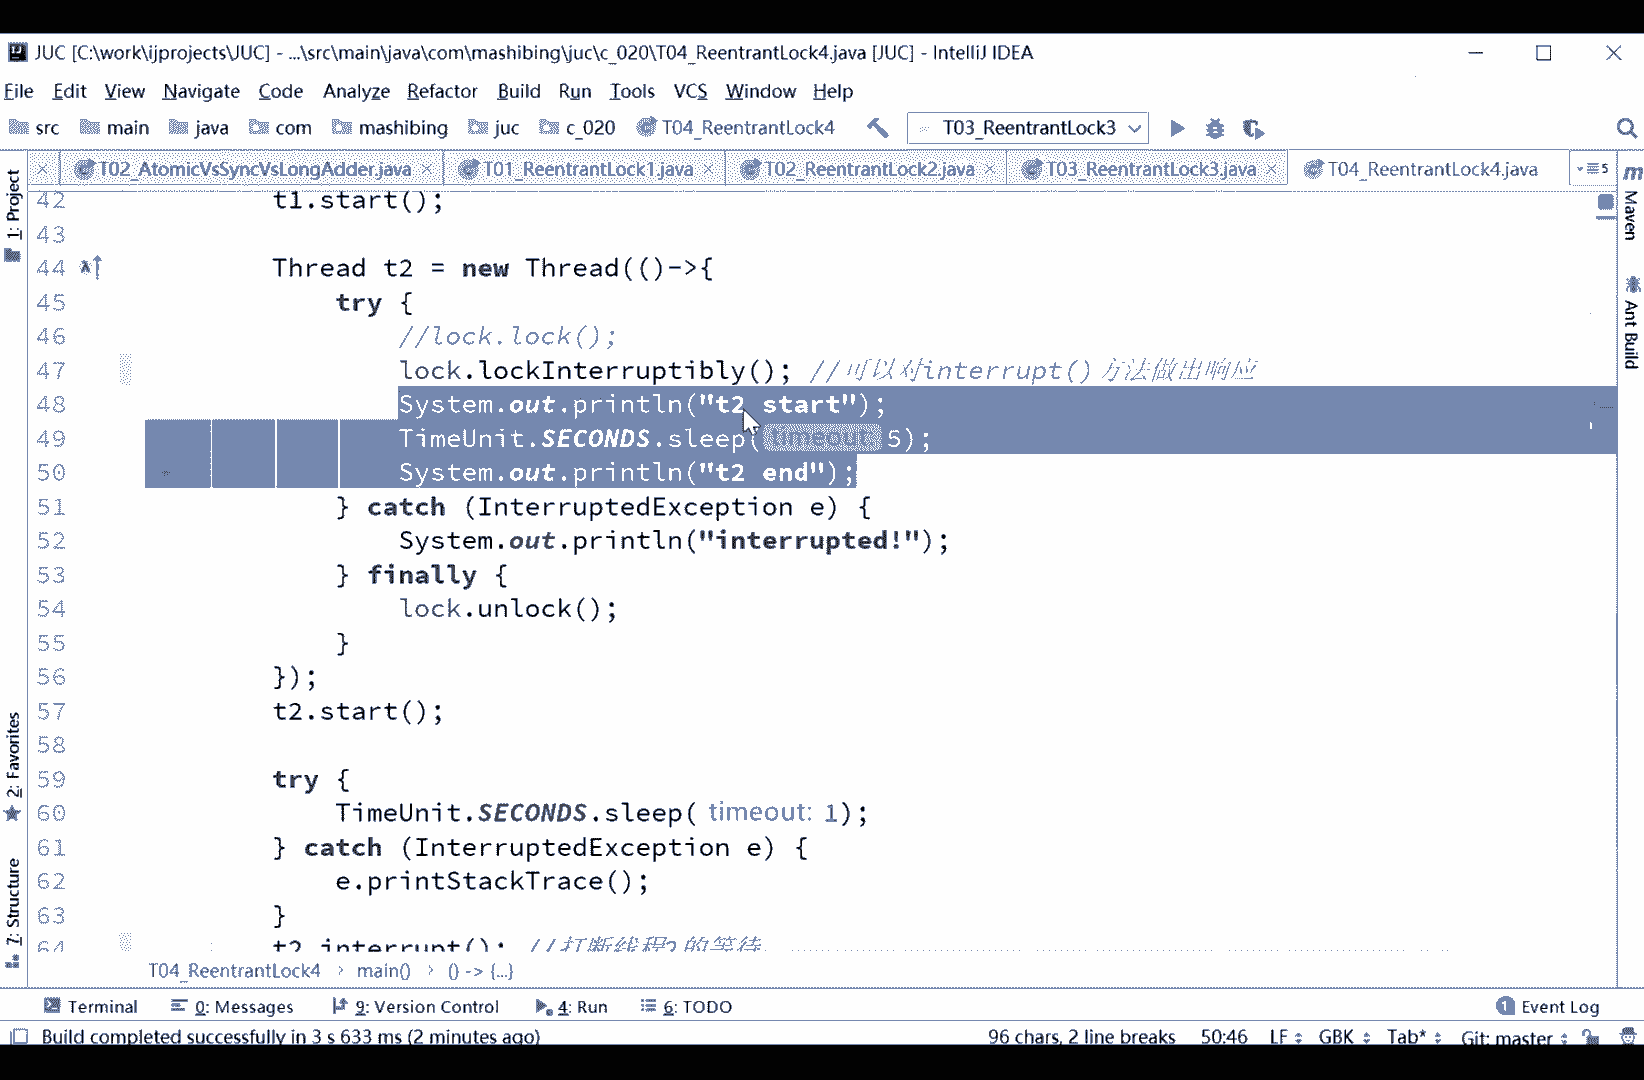 JUC [C:\work\ijprojects\JUC] - ...\src\main\java\com\mashibing\juc\c_020\T04_ReentrantLock4.java [JUC] - IntelliJ IDEA
File Edit View Navigate Code Analyze Refactor Build Run Tools VCS Window Help
src main java com mashibing juc c_020 T04_ReentrantLock4 T03_ReentrantLock3
T02_AtomicVsSyncVsLongAdder.java T01_ReentrantLock1.java T02_ReentrantLock2.java T03_ReentrantLock3.java T04_ReentrantLock4.java 5
1: Project
2: Favorites
7: Structure
Maven
Ant Build
42 t1.start();
43
44 Thread t2 = new Thread(()->{
45 try {
46 //lock.lock();
47 lock.lockInterruptibly(); //可以对interrupt()方法做出响应
48 System.out.println("t2 start");
49 TimeUnit.SECONDS.sleep( timeout: 5);
50 System.out.println("t2 end");
51 } catch (InterruptedException e) {
52 System.out.println("interrupted!");
53 } finally {
54 lock.unlock();
55 }
56 });
57 t2.start();
58
59 try {
60 TimeUnit.SECONDS.sleep( timeout: 1);
61 } catch (InterruptedException e) {
62 e.printStackTrace();
63 }
64 t2.interrupt(); //打断线程2的等待
T04_ReentrantLock4 › main() › () -> {...}
Terminal 0: Messages 9: Version Control 4: Run 6: TODO 1 Event Log
Build completed successfully in 3 s 633 ms (2 minutes ago) 96 chars, 2 line breaks 50:46 LF GBK Tab* Git: master